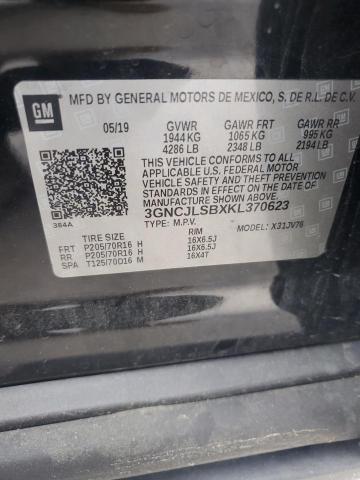 GM
MFD BY GENERAL MOTORS DE MEXICO, S. DE R.L. DE C.V.
05/19 GVWR GAWR FRT GAWR RR
1944 KG 1065 KG 995 KG
4286 LB 2348 LB 2194 LB
THIS VEHICLE CONFORMS TO ALL APPLICABLE
U.S. FEDERAL MOTOR VEHICLE SAFETY,
BUMPER, AND THEFT PREVENTION STANDARDS IN
EFFECT ON THE DATE OF MANUFACTURE SHOWN ABOVE.
3GNCJLSBXKL370623
384A
TYPE: M.P.V. MODEL: X31JV76
TIRE SIZE RIM
FRT P205/70R16 H 16X6.5J
RR P205/70R16 H 16X6.5J
SPA T125/70D16 M 16X4T